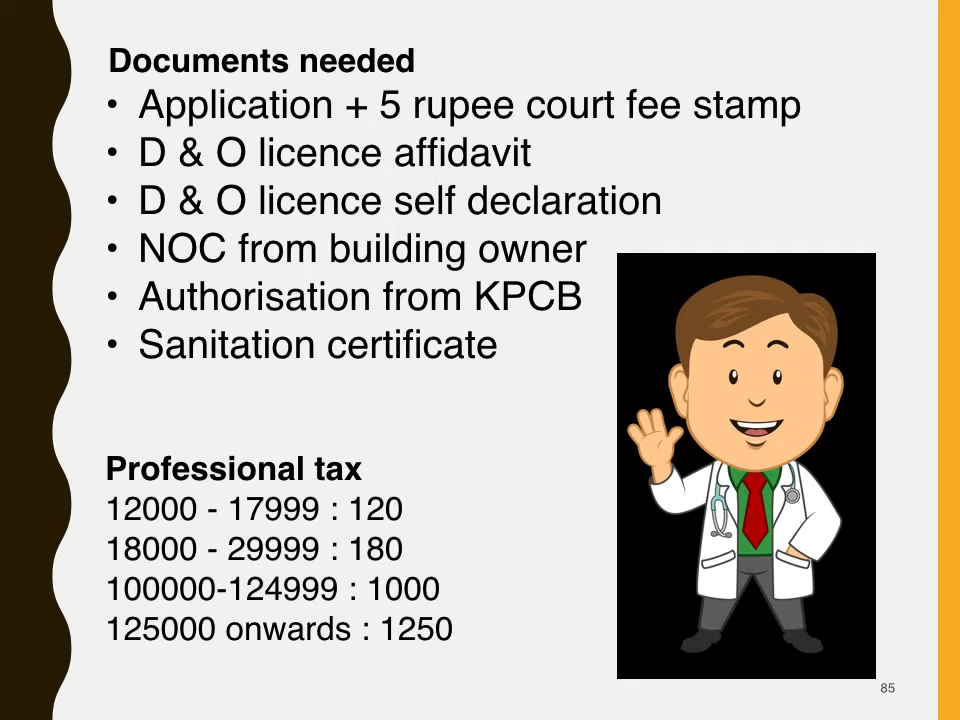 Documents needed
• Application + 5 rupee court fee stamp
• D & O licence affidavit
• D & O licence self declaration
• NOC from building owner
• Authorisation from KPCB
• Sanitation certificate
Professional tax
12000 - 17999 : 120
18000 - 29999 : 180
100000-124999 : 1000
125000 onwards : 1250
85